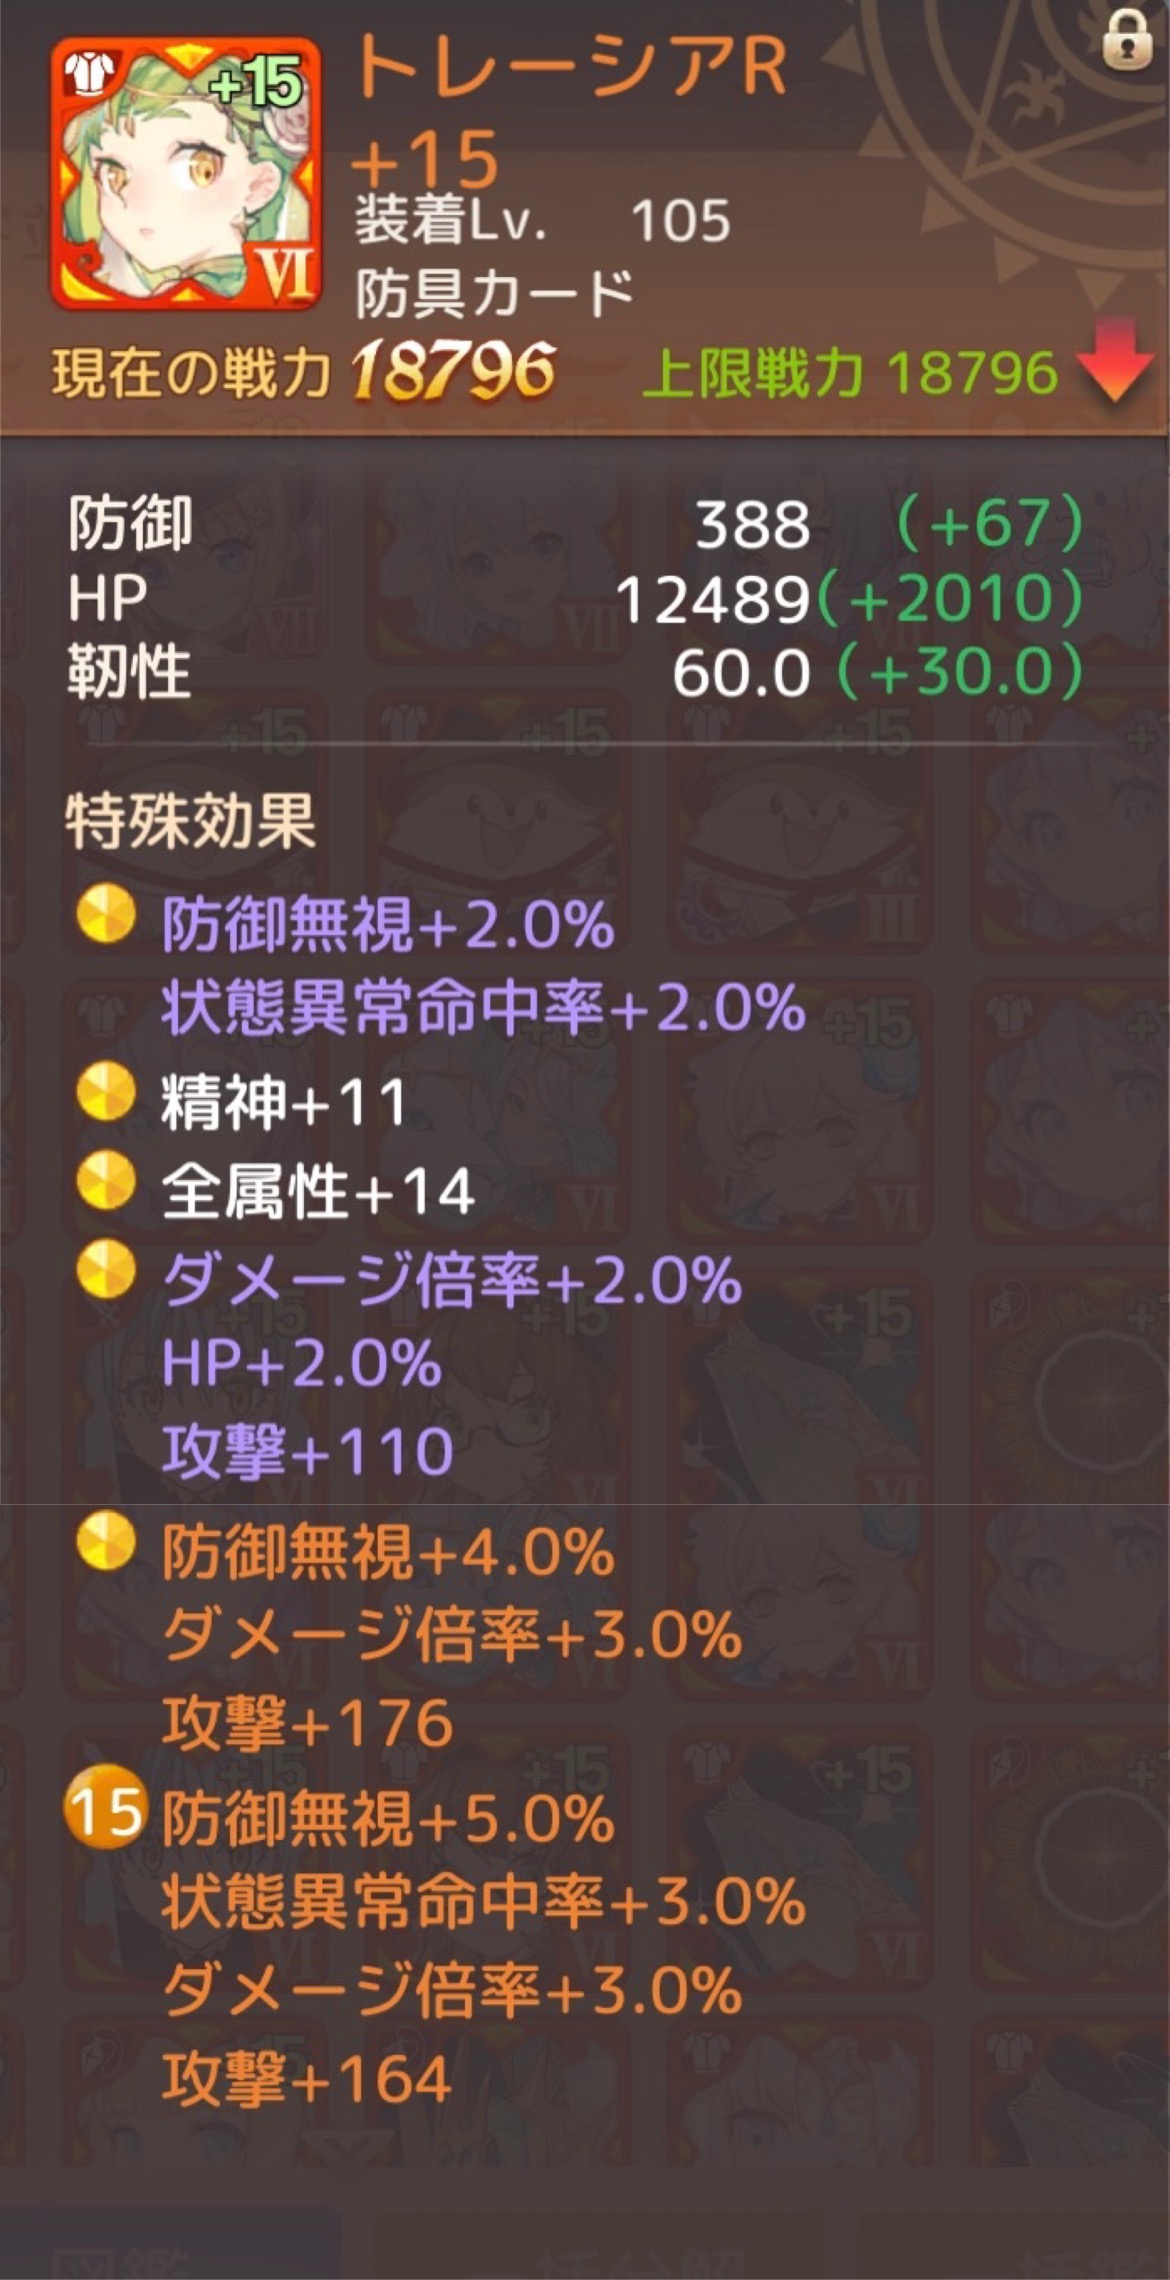 +15
トレーシアR
+15
装着Lv. 105
VI
防具カード
現在の戦力 18796 上限戦力 18796
防御 388 (+67)
HP 12489(+2010)
靭性 60.0 (+30.0)
特殊効果
防御無視+2.0%
状態異常命中率+2.0%
精神+11
全属性+14
ダメージ倍率+2.0%
HP+2.0%
攻撃+110
防御無視+4.0%
ダメージ倍率+3.0%
攻撃+176
15 防御無視+5.0%
状態異常命中率+3.0%
ダメージ倍率+3.0%
攻撃+164